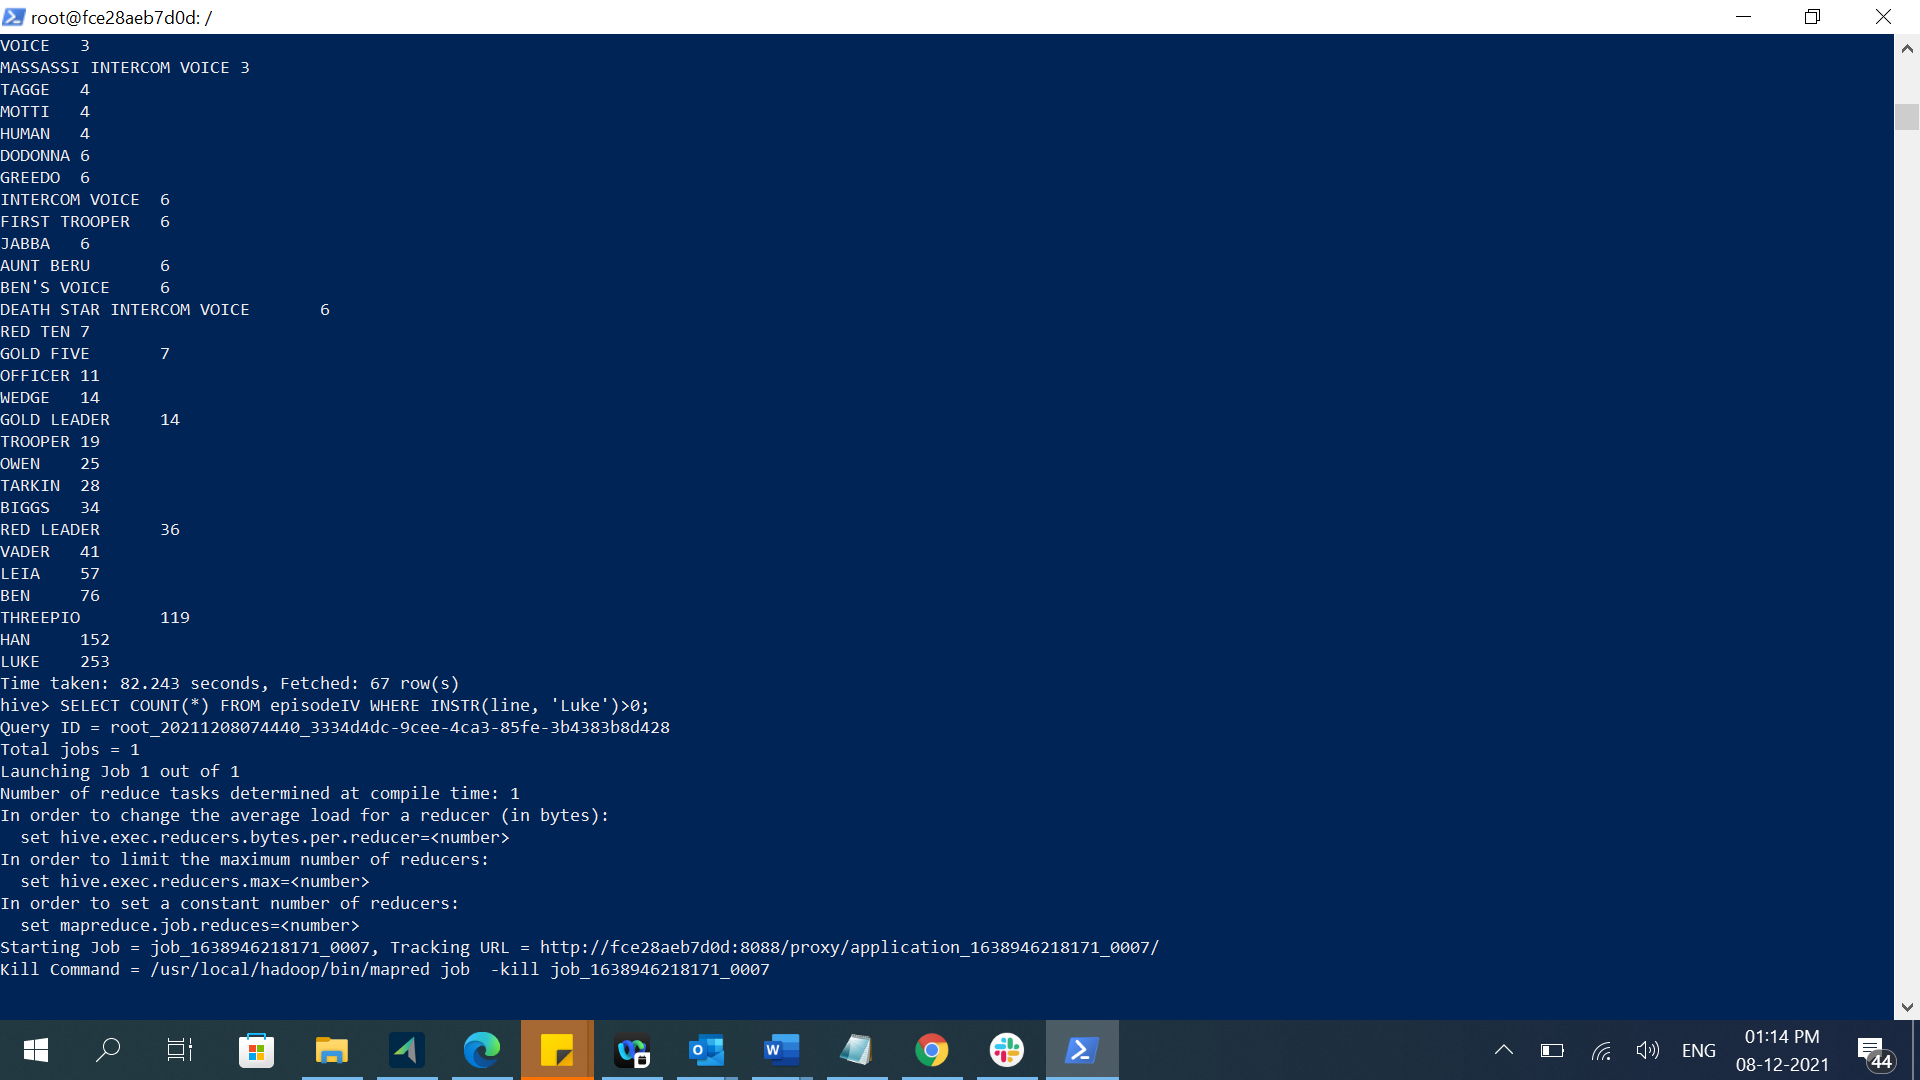 root@fce28aeb7d0d: /
VOICE 3
MASSASSI INTERCOM VOICE 3
TAGGE 4
MOTTI 4
HUMAN 4
DODONNA 6
GREEDO 6
INTERCOM VOICE 6
FIRST TROOPER 6
JABBA 6
AUNT BERU 6
BEN'S VOICE 6
DEATH STAR INTERCOM VOICE 6
RED TEN 7
GOLD FIVE 7
OFFICER 11
WEDGE 14
GOLD LEADER 14
TROOPER 19
OWEN 25
TARKIN 28
BIGGS 34
RED LEADER 36
VADER 41
LEIA 57
BEN 76
THREEPIO 119
HAN 152
LUKE 253
Time taken: 82.243 seconds, Fetched: 67 row(s)
hive> SELECT COUNT(*) FROM episodeIV WHERE INSTR(line, 'Luke')>0;
Query ID = root_20211208074440_3334d4dc-9cee-4ca3-85fe-3b4383b8d428
Total jobs = 1
Launching Job 1 out of 1
Number of reduce tasks determined at compile time: 1
In order to change the average load for a reducer (in bytes):
  set hive.exec.reducers.bytes.per.reducer=<number>
In order to limit the maximum number of reducers:
  set hive.exec.reducers.max=<number>
In order to set a constant number of reducers:
  set mapreduce.job.reduces=<number>
Starting Job = job_1638946218171_0007, Tracking URL = http://fce28aeb7d0d:8088/proxy/application_1638946218171_0007/
Kill Command = /usr/local/hadoop/bin/mapred job  -kill job_1638946218171_0007
ENG
01:14 PM
08-12-2021
44